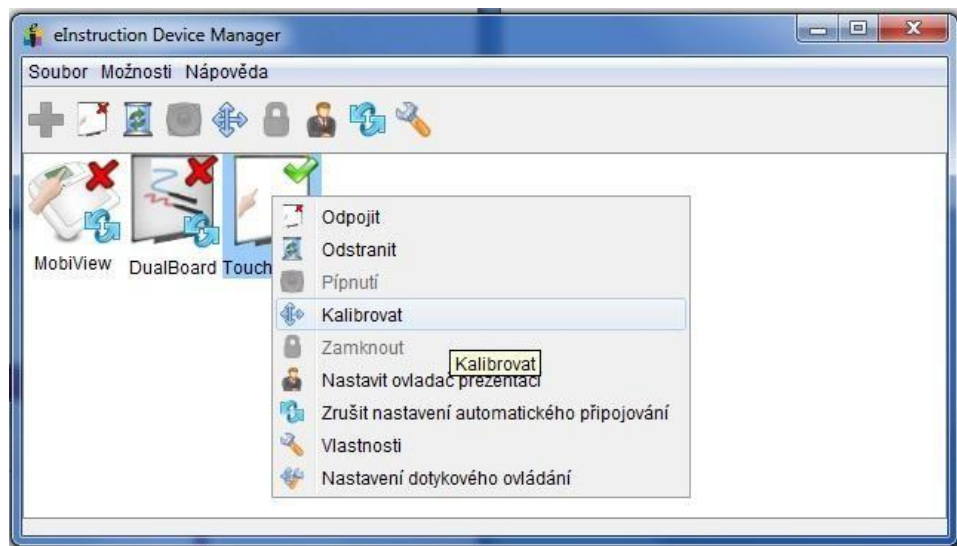 eInstruction Device Manager
Soubor Možnosti Nápověda
MobiView DualBoard Touch
Odpojit
Odstranit
Pípnutí
Kalibrovat
Zamknout
Kalibrovat
Nastavit ovladač prezentací
Zrušit nastavení automatického připojování
Vlastnosti
Nastavení dotykového ovládání